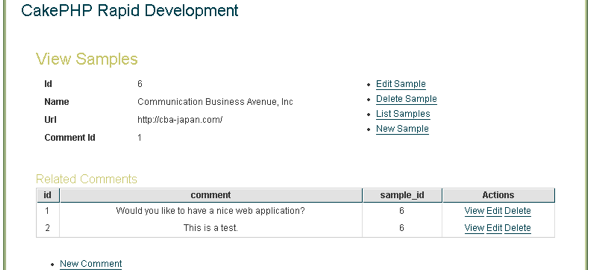 CakePHP Rapid Development
View Samples
Id 6
Name Communication Business Avenue, Inc
Url http://cba-japan.com/
Comment Id 1
Edit Sample
Delete Sample
List Samples
New Sample
Related Comments
id comment sample_id Actions
1 Would you like to have a nice web application? 6 View Edit Delete
2 This is a test. 6 View Edit Delete
New Comment